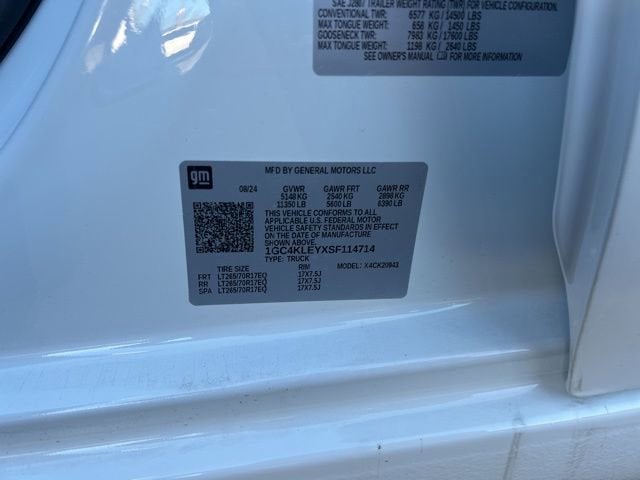 SAE J2807 TRAILER WEIGHT RATING (TWR) FOR VEHICLE CONFIGURATION.
CONVENTIONAL TWR: 6577 KG / 14500 LBS
MAX TONGUE WEIGHT: 658 KG / 1450 LBS
GOOSENECK TWR: 7983 KG / 17600 LBS
MAX TONGUE WEIGHT: 1198 KG / 2640 LBS
SEE OWNER'S MANUAL FOR MORE INFORMATION
gm
MFD BY GENERAL MOTORS LLC
08/24 GVWR GAWR FRT GAWR RR
5148 KG 2540 KG 2898 KG
11350 LB 5600 LB 6390 LB
THIS VEHICLE CONFORMS TO ALL
APPLICABLE U.S. FEDERAL MOTOR
VEHICLE SAFETY STANDARDS IN EFFECT
ON THE DATE OF MANUFACTURE
SHOWN ABOVE.
1GC4KLEYXSF114714
TYPE: TRUCK
TIRE SIZE RIM MODEL: X4CK20943
FRT LT265/70R17EQ 17X7.5J
RR LT265/70R17EQ 17X7.5J
SPA LT265/70R17EQ 17X7.5J